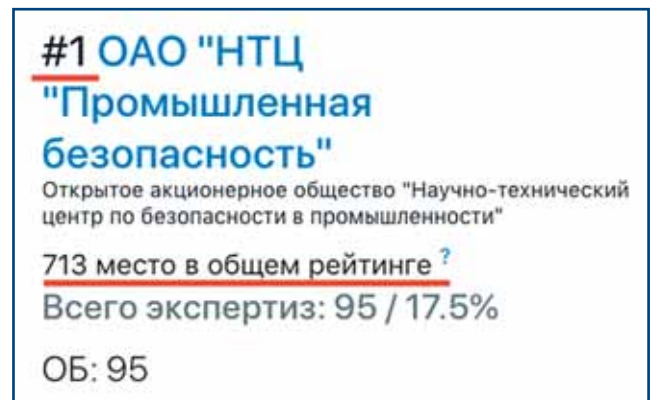 #1 ОАО "НТЦ
"Промышленная
безопасность"
Открытое акционерное общество "Научно-технический
центр по безопасности в промышленности"
713 место в общем рейтинге ?
Всего экспертиз: 95 / 17.5%
ОБ: 95